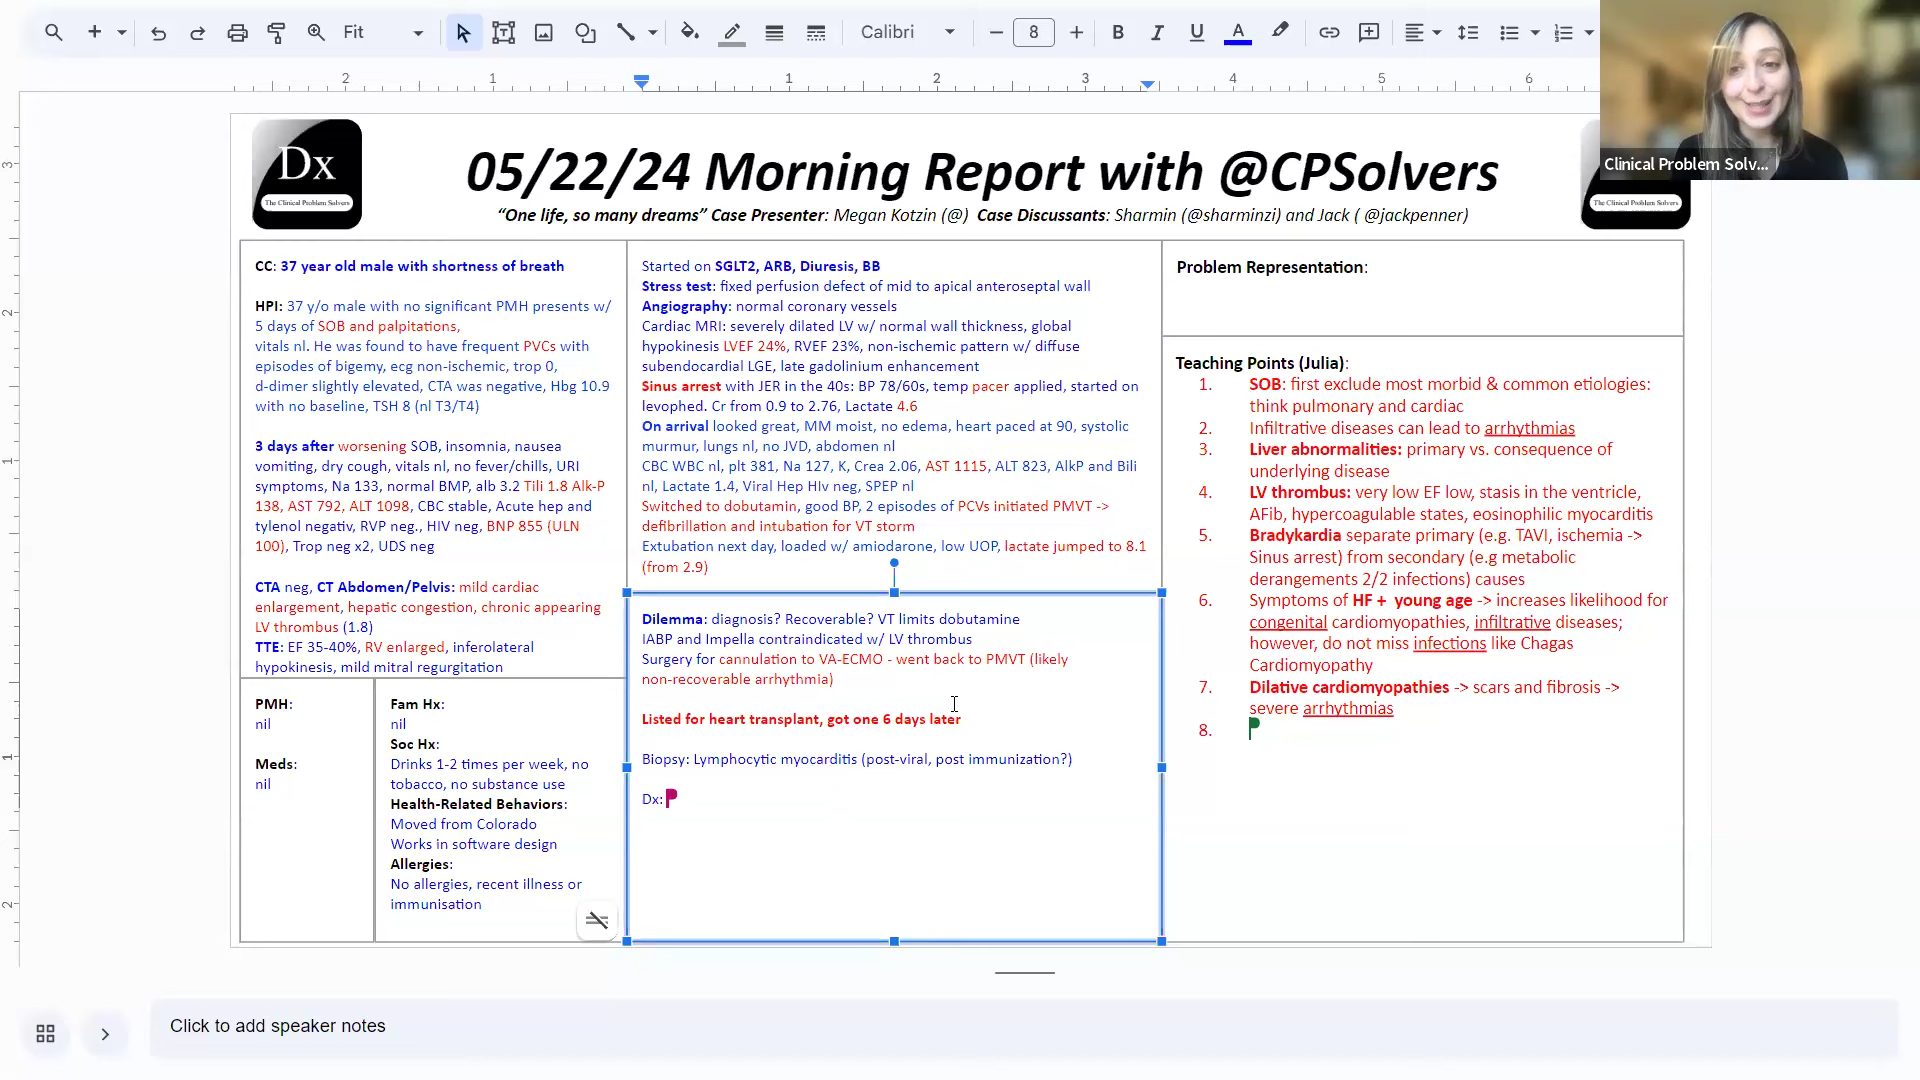 Fit
Calibri
8
B I U A
2 1 1 2 3 4 5 6
Clinical Problem Solv...
Dx
The Clinical Problem Solvers
05/22/24 Morning Report with @CPSolvers
“One life, so many dreams” Case Presenter: Megan Kotzin (@) Case Discussants: Sharmin (@sharminzi) and Jack ( @jackpenner)
The Clinical Problem Solvers
CC: 37 year old male with shortness of breath
HPI: 37 y/o male with no significant PMH presents w/
5 days of SOB and palpitations,
vitals nl. He was found to have frequent PVCs with
episodes of bigemy, ecg non-ischemic, trop 0,
d-dimer slightly elevated, CTA was negative, Hbg 10.9
with no baseline, TSH 8 (nl T3/T4)
3 days after worsening SOB, insomnia, nausea
vomiting, dry cough, vitals nl, no fever/chills, URI
symptoms, Na 133, normal BMP, alb 3.2 Tili 1.8 Alk-P
138, AST 792, ALT 1098, CBC stable, Acute hep and
tylenol negativ, RVP neg., HIV neg, BNP 855 (ULN
100), Trop neg x2, UDS neg
CTA neg, CT Abdomen/Pelvis: mild cardiac
enlargement, hepatic congestion, chronic appearing
LV thrombus (1.8)
TTE: EF 35-40%, RV enlarged, inferolateral
hypokinesis, mild mitral regurgitation
PMH:
nil
Meds:
nil
Fam Hx:
nil
Soc Hx:
Drinks 1-2 times per week, no
tobacco, no substance use
Health-Related Behaviors:
Moved from Colorado
Works in software design
Allergies:
No allergies, recent illness or
immunisation
Started on SGLT2, ARB, Diuresis, BB
Stress test: fixed perfusion defect of mid to apical anteroseptal wall
Angiography: normal coronary vessels
Cardiac MRI: severely dilated LV w/ normal wall thickness, global
hypokinesis LVEF 24%, RVEF 23%, non-ischemic pattern w/ diffuse
subendocardial LGE, late gadolinium enhancement
Sinus arrest with JER in the 40s: BP 78/60s, temp pacer applied, started on
levophed. Cr from 0.9 to 2.76, Lactate 4.6
On arrival looked great, MM moist, no edema, heart paced at 90, systolic
murmur, lungs nl, no JVD, abdomen nl
CBC WBC nl, plt 381, Na 127, K, Crea 2.06, AST 1115, ALT 823, AlkP and Bili
nl, Lactate 1.4, Viral Hep HIv neg, SPEP nl
Switched to dobutamin, good BP, 2 episodes of PCVs initiated PMVT ->
defibrillation and intubation for VT storm
Extubation next day, loaded w/ amiodarone, low UOP, lactate jumped to 8.1
(from 2.9)
Dilemma: diagnosis? Recoverable? VT limits dobutamine
IABP and Impella contraindicated w/ LV thrombus
Surgery for cannulation to VA-ECMO - went back to PMVT (likely
non-recoverable arrhythmia)
Listed for heart transplant, got one 6 days later
Biopsy: Lymphocytic myocarditis (post-viral, post immunization?)
Dx:
Problem Representation:
Teaching Points (Julia):
1. SOB: first exclude most morbid & common etiologies:
think pulmonary and cardiac
2. Infiltrative diseases can lead to arrhythmias
3. Liver abnormalities: primary vs. consequence of
underlying disease
4. LV thrombus: very low EF low, stasis in the ventricle,
AFib, hypercoagulable states, eosinophilic myocarditis
5. Bradykardia separate primary (e.g. TAVI, ischemia ->
Sinus arrest) from secondary (e.g metabolic
derangements 2/2 infections) causes
6. Symptoms of HF + young age -> increases likelihood for
congenital cardiomyopathies, infiltrative diseases;
however, do not miss infections like Chagas
Cardiomyopathy
7. Dilative cardiomyopathies -> scars and fibrosis ->
severe arrhythmias
8.
3
2
1
1
2
Click to add speaker notes